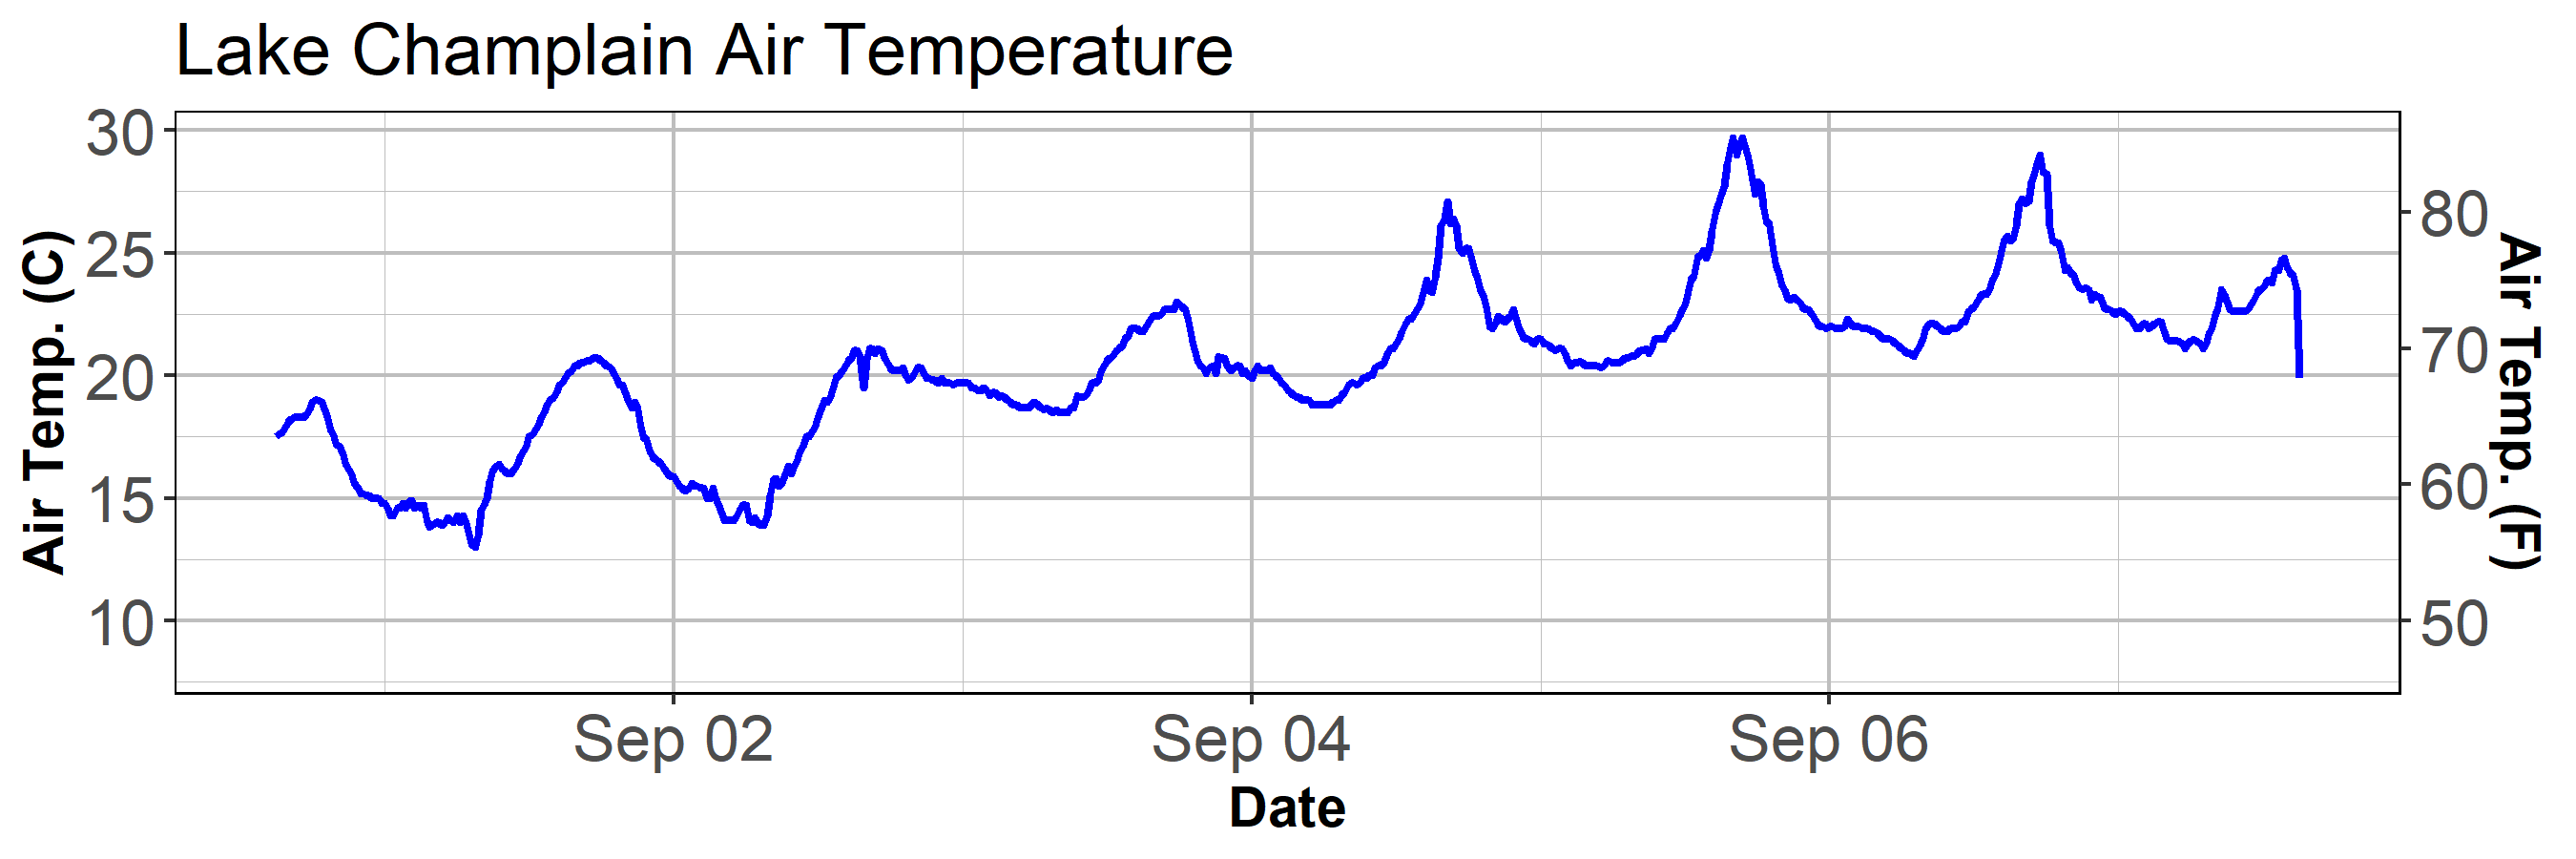 Lake Champlain Air Temperature
30
25
20
15
10
Air Temp. (C)
80
70
60
50
Air Temp. (F)
Sep 02
Sep 04
Sep 06
Date